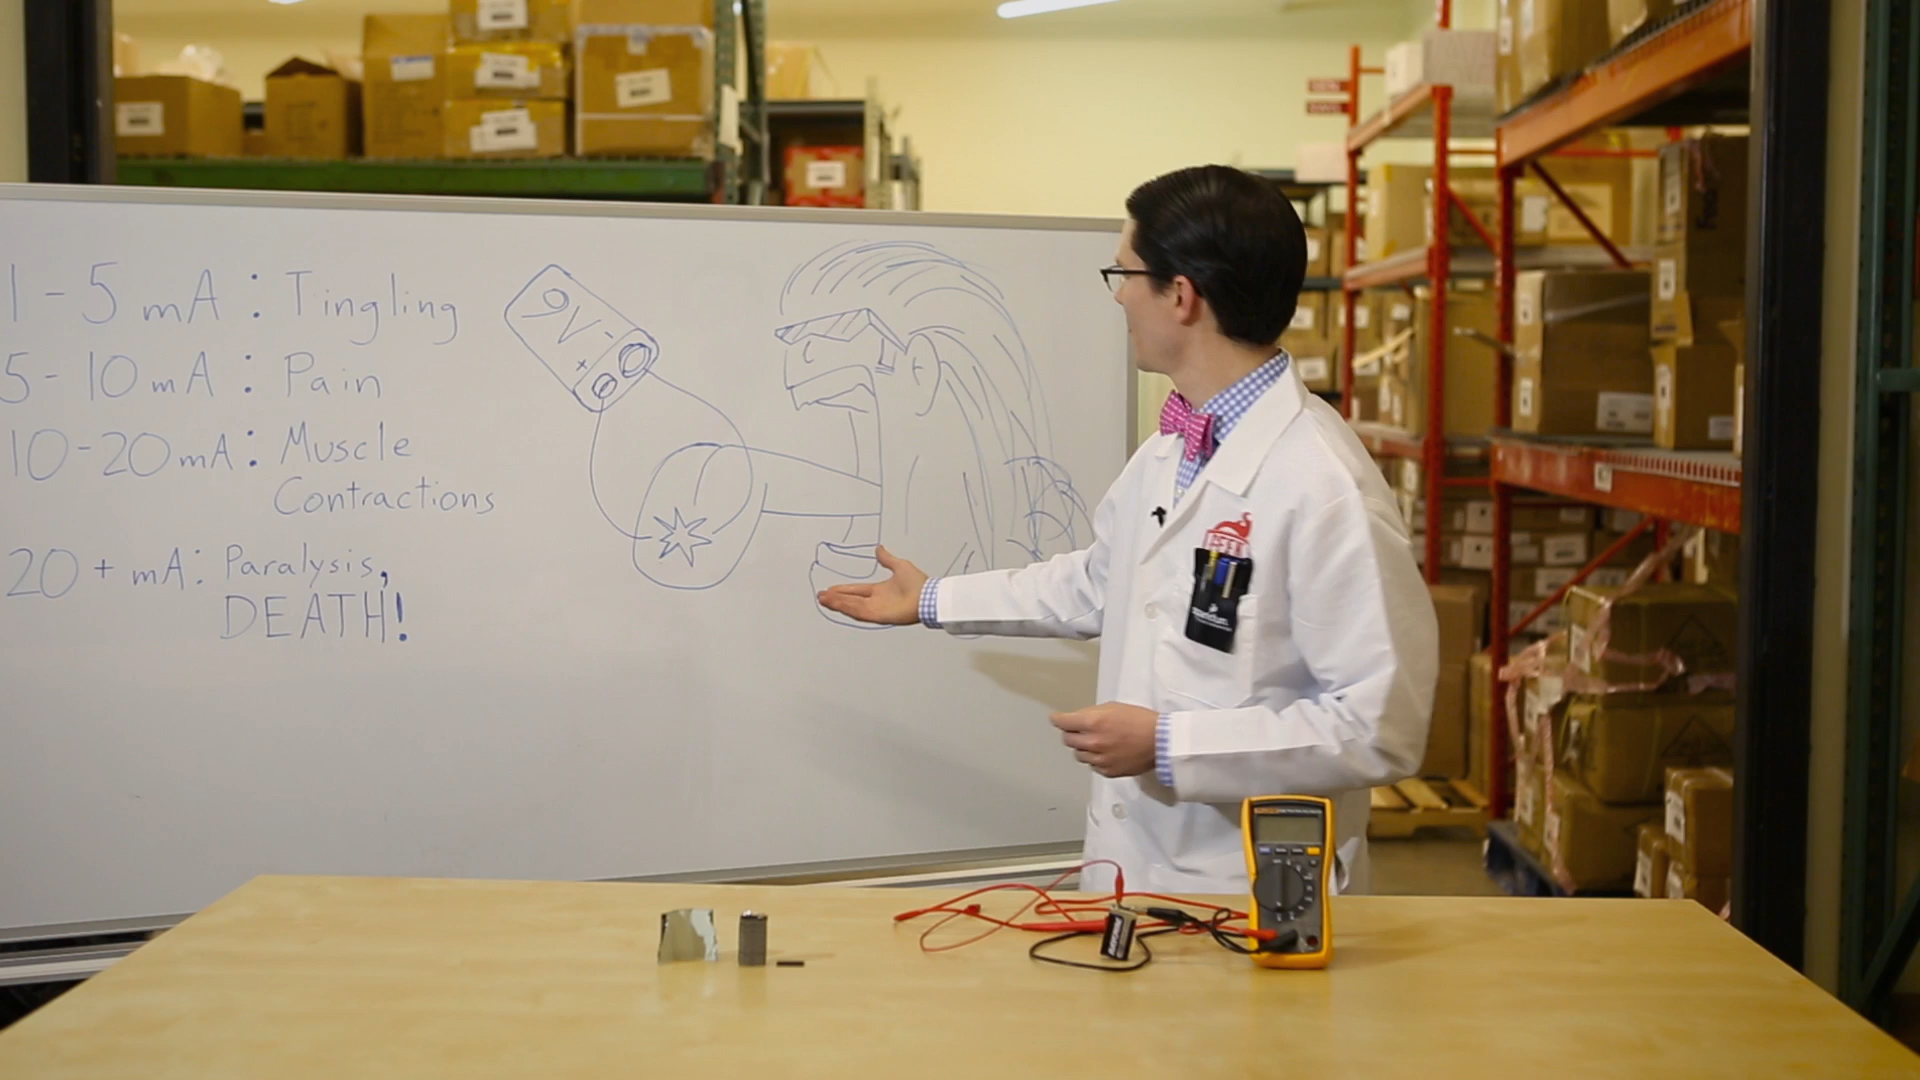 1-5 mA: Tingling
5-10 mA: Pain
10-20 mA: Muscle
Contractions
20+ mA: Paralysis,
DEATH!
9V
- 
+